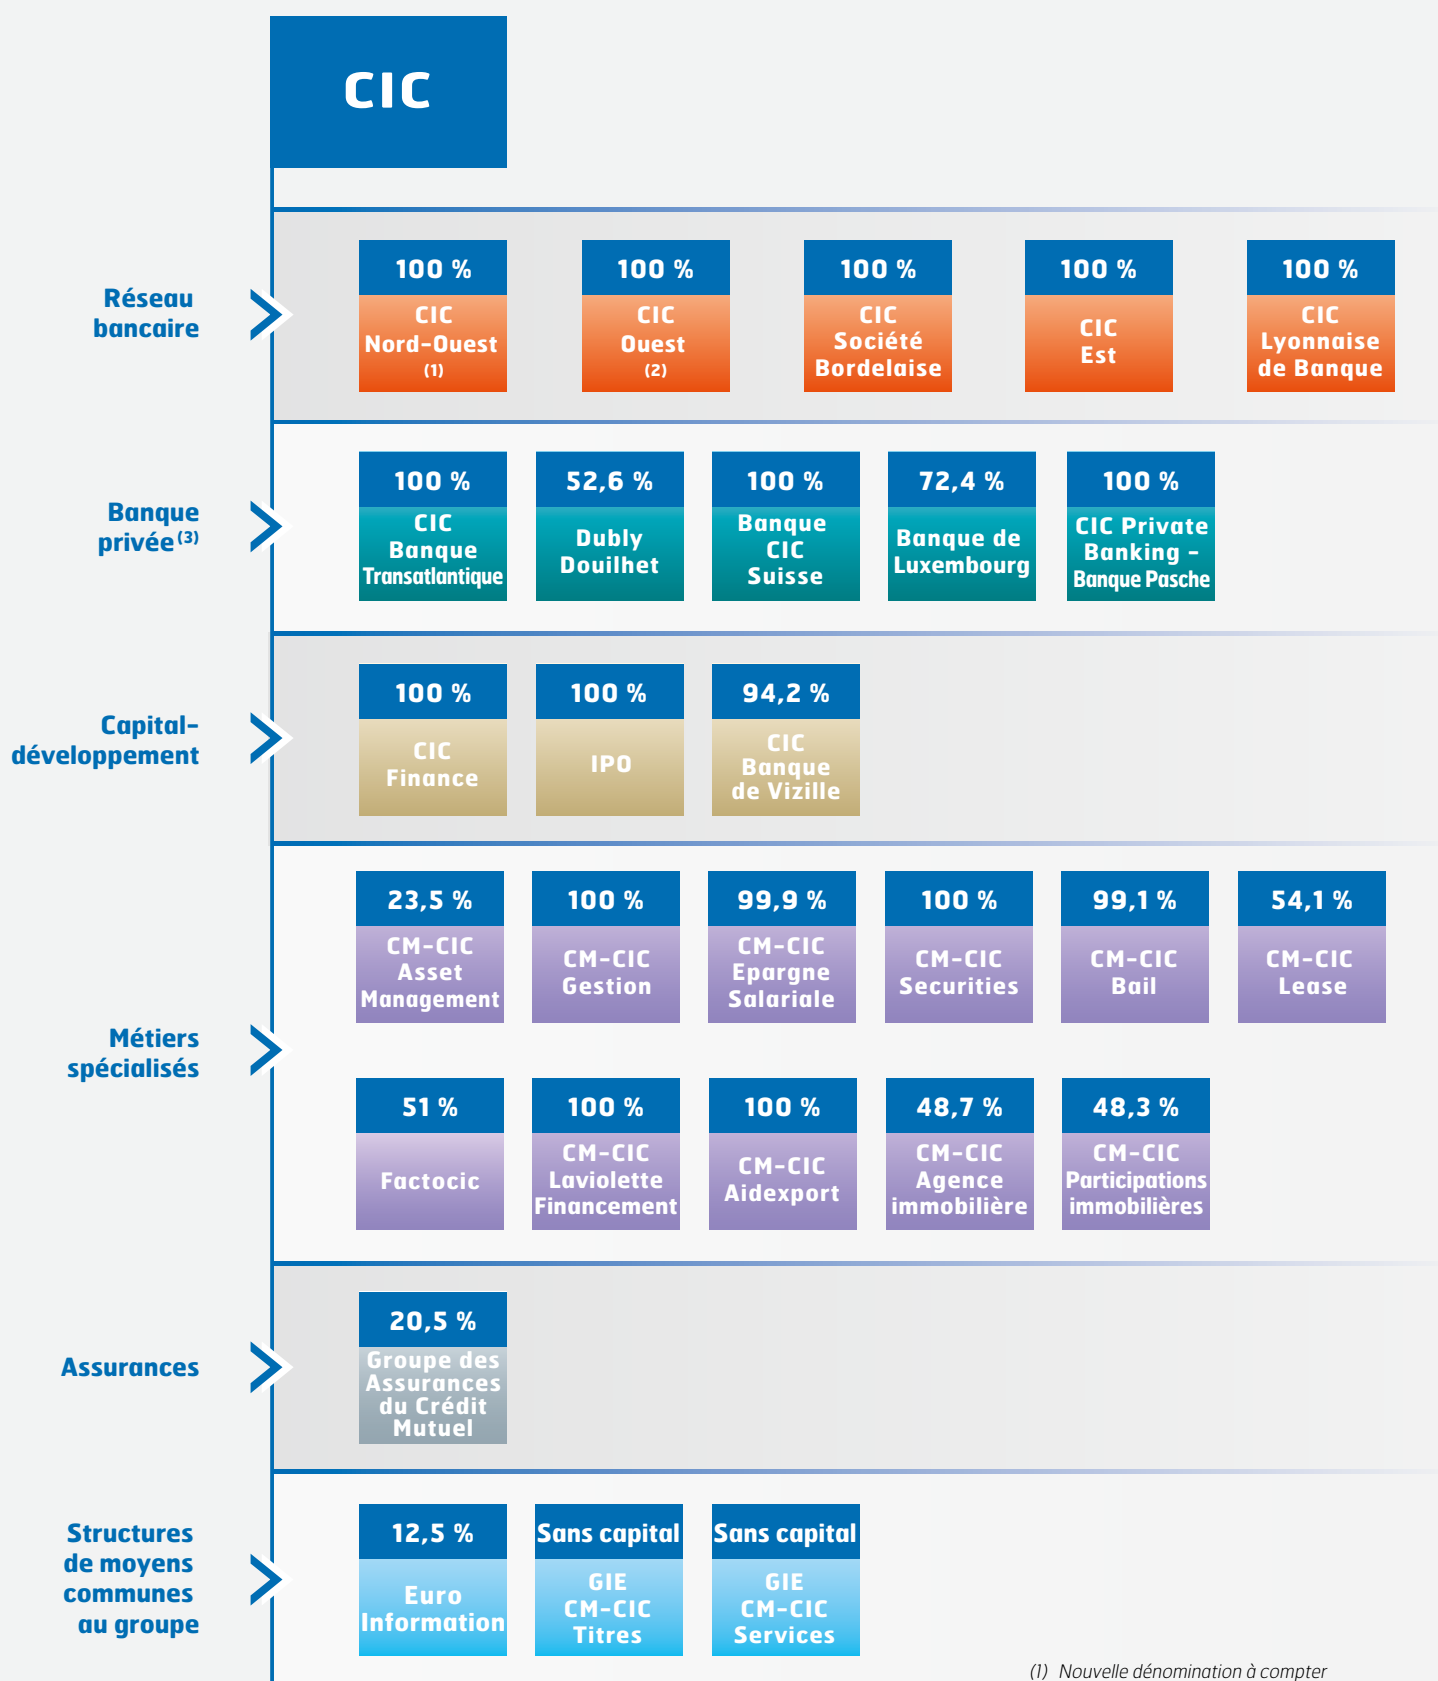 CIC
Réseau
bancaire
100 %
CIC
Nord-Ouest
(1)
100 %
CIC
Ouest
(2)
100 %
CIC
Société
Bordelaise
100 %
CIC
Est
100 %
CIC
Lyonnaise
de Banque
Banque
privée (3)
100 %
CIC
Banque
Transatlantique
52,6 %
Dubly
Douilhet
100 %
Banque
CIC
Suisse
72,4 %
Banque de
Luxembourg
100 %
CIC Private
Banking -
Banque Pasche
Capital-
développement
100 %
CIC
Finance
100 %
IPO
94,2 %
CIC
Banque
de Vizille
Métiers
spécialisés
23,5 %
CM-CIC
Asset
Management
100 %
CM-CIC
Gestion
99,9 %
CM-CIC
Epargne
Salariale
100 %
CM-CIC
Securities
99,1 %
CM-CIC
Bail
54,1 %
CM-CIC
Lease
51 %
Factocic
100 %
CM-CIC
Laviolette
Financement
100 %
CM-CIC
Aidexport
48,7 %
CM-CIC
Agence
immobilière
48,3 %
CM-CIC
Participations
immobilières
Assurances
20,5 %
Groupe des
Assurances
du Crédit
Mutuel
Structures
de moyens
communes
au groupe
12,5 %
Euro
Information
Sans capital
GIE
CM-CIC
Titres
Sans capital
GIE
CM-CIC
Services
(1) Nouvelle dénomination à compter